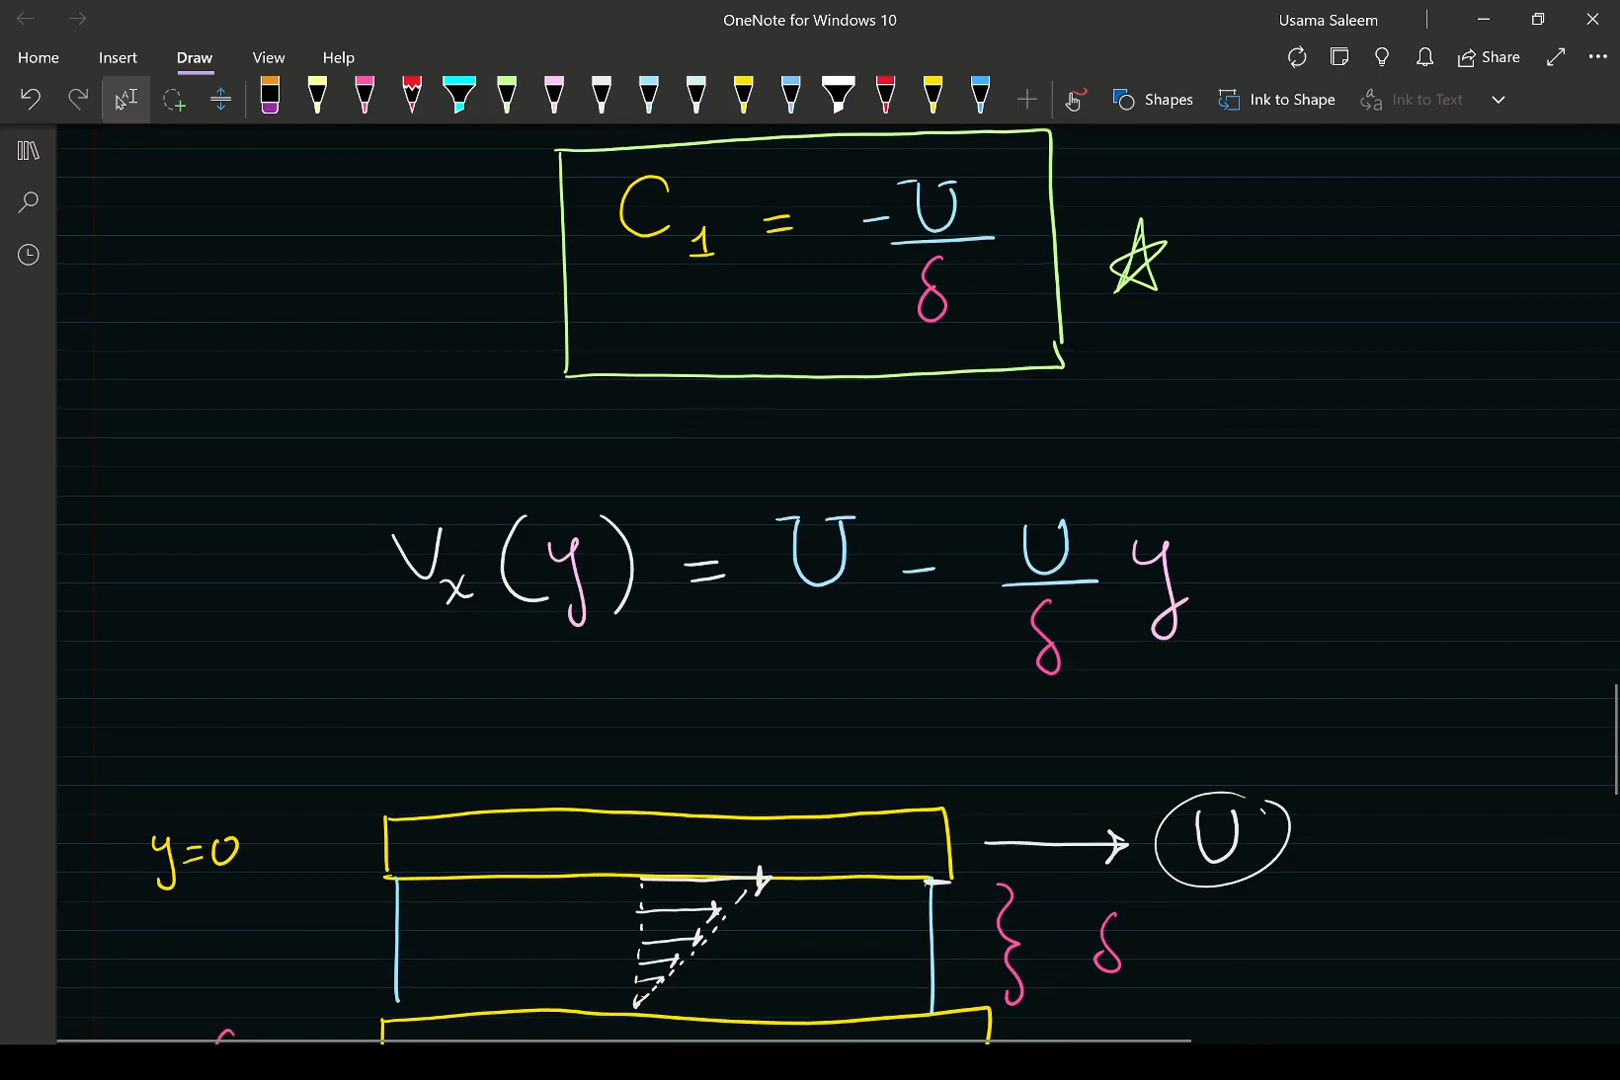 OneNote for Windows 10
Usama Saleem
Home Insert Draw View Help
Share
Shapes
Ink to Shape
Ink to Text
C₁ = -U/δ
Vₓ(y) = U - U/δ y
y=0
U
δ